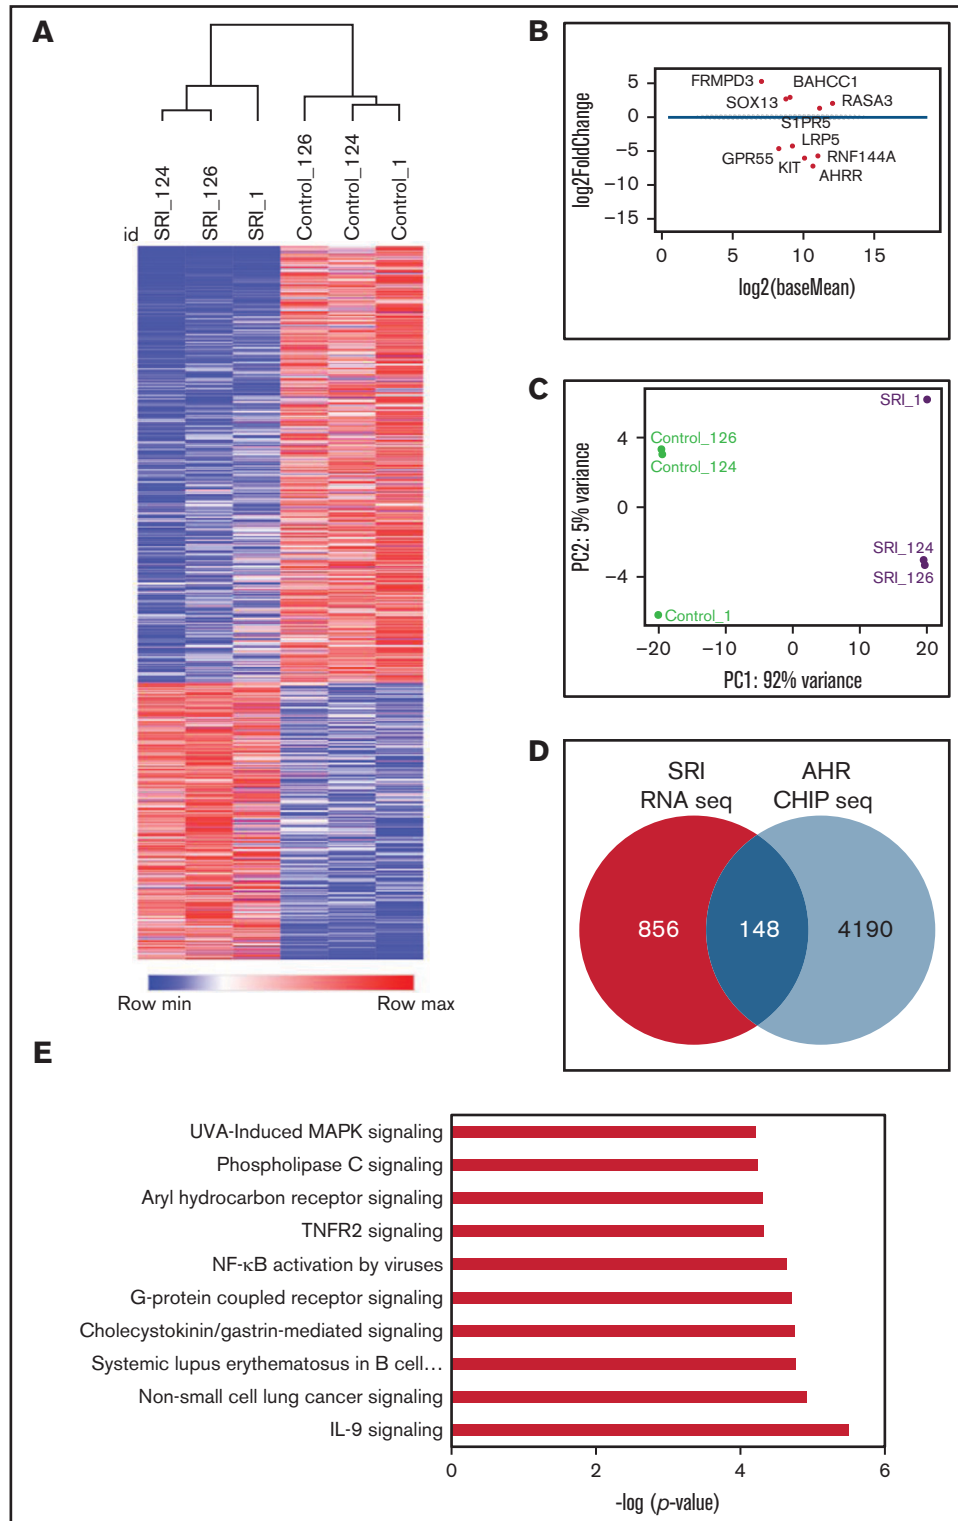 A
SRI_124
SRI_126
SRI_1
Control_126
Control_124
Control_1
id
Row min
Row max
B
log2FoldChange
5
0
−5
−10
−15
FRMPD3
BAHCC1
SOX13
RASA3
S1PR5
LRP5
GPR55
RNF144A
KIT
AHRR
0
5
10
15
log2(baseMean)
C
PC2: 5% variance
4
0
−4
SRI_1
Control_126
Control_124
SRI_124
SRI_126
Control_1
−20
−10
0
10
20
PC1: 92% variance
D
SRI
RNA seq
AHR
CHIP seq
856
148
4190
E
UVA-Induced MAPK signaling
Phospholipase C signaling
Aryl hydrocarbon receptor signaling
TNFR2 signaling
NF-κB activation by viruses
G-protein coupled receptor signaling
Cholecystokinin/gastrin-mediated signaling
Systemic lupus erythematosus in B cell…
Non-small cell lung cancer signaling
IL-9 signaling
0
2
4
6
-log (p-value)